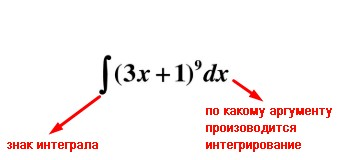 ∫(3x+1)⁹dx
по какому аргументу
производится
интегрирование
знак интеграла